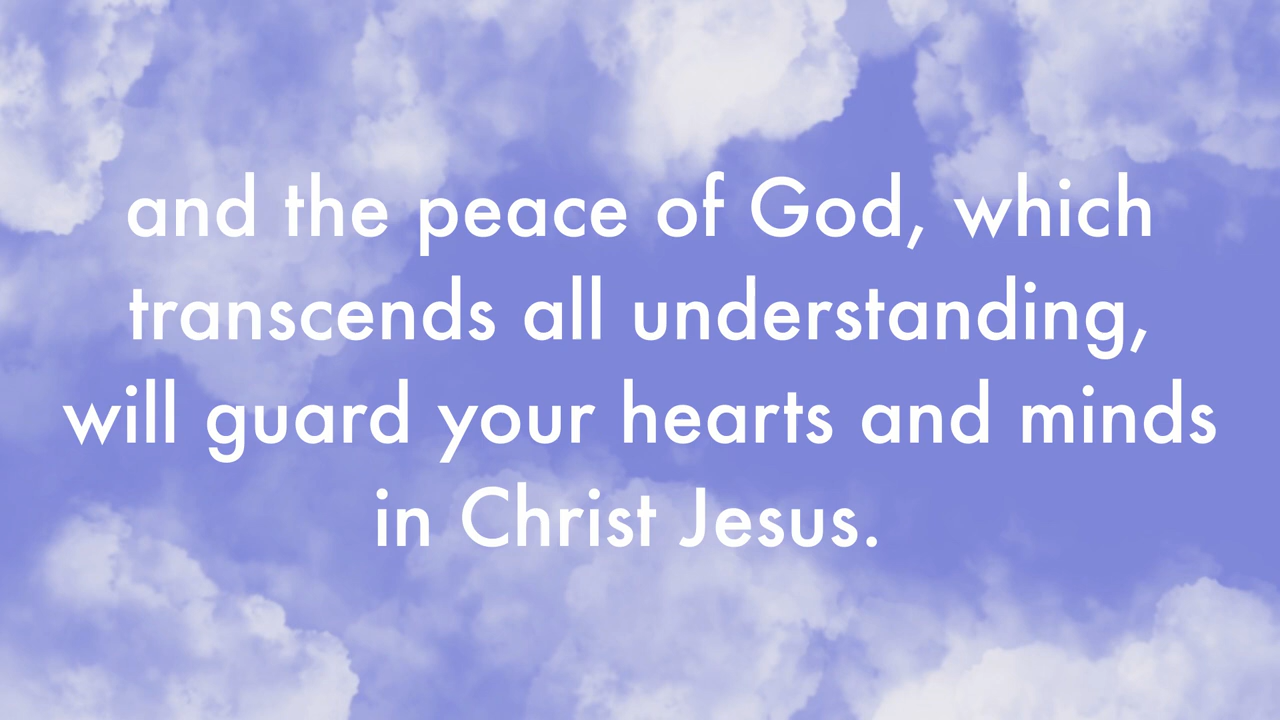 and the peace of God, which
transcends all understanding,
will guard your hearts and minds
in Christ Jesus.